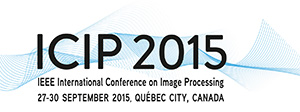 ICIP 2015
IEEE International Conference on Image Processing
27-30 SEPTEMBER 2015, QUÉBEC CITY, CANADA